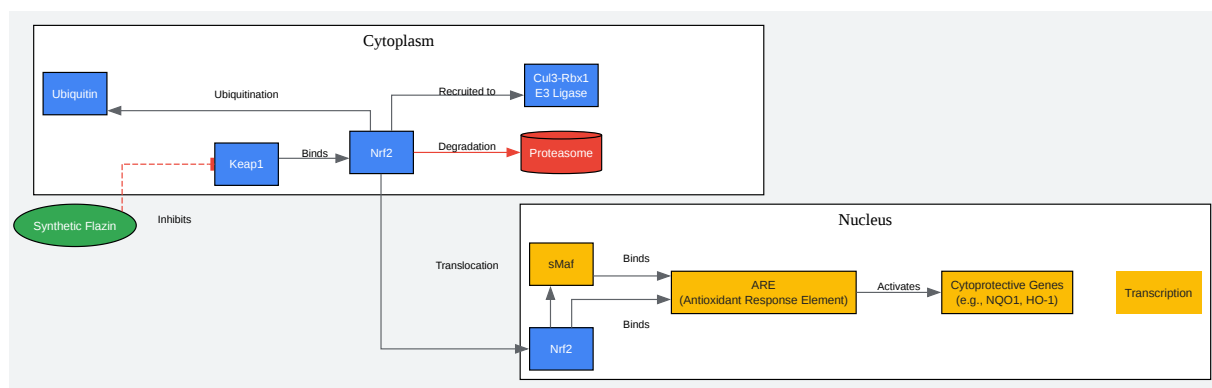 Cytoplasm
Ubiquitin
Ubiquitination
Recruited to
Cul3-Rbx1
E3 Ligase
Keap1
Binds
Nrf2
Degradation
Proteasome
Synthetic Flazin
Inhibits
Translocation
Nucleus
sMaf
Binds
ARE
(Antioxidant Response Element)
Activates
Cytoprotective Genes
(e.g., NQO1, HO-1)
Transcription
Binds
Nrf2